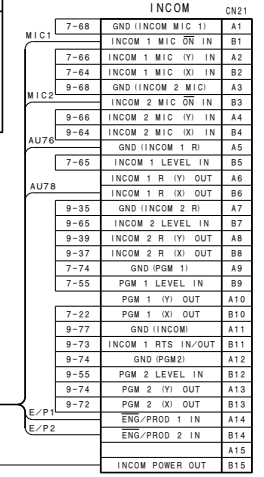 INCOM CN21
7-68 GND (INCOM MIC 1) A1
MIC1 INCOM 1 MIC ON IN B1
7-66 INCOM 1 MIC (Y) IN A2
7-64 INCOM 1 MIC (X) IN B2
9-68 GND (INCOM 2 MIC) A3
MIC2 INCOM 2 MIC ON IN B3
9-66 INCOM 2 MIC (Y) IN A4
9-64 INCOM 2 MIC (X) IN B4
AU76 GND (INCOM 1 R) A5
7-65 INCOM 1 LEVEL IN B5
INCOM 1 R (Y) OUT A6
AU78 INCOM 1 R (X) OUT B6
9-35 GND (INCOM 2 R) A7
9-65 INCOM 2 LEVEL IN B7
9-39 INCOM 2 R (Y) OUT A8
9-37 INCOM 2 R (X) OUT B8
7-74 GND (PGM 1) A9
7-55 PGM 1 LEVEL IN B9
PGM 1 (Y) OUT A10
7-22 PGM 1 (X) OUT B10
9-77 GND (INCOM) A11
9-73 INCOM 1 RTS IN/OUT B11
9-74 GND (PGM2) A12
9-55 PGM 2 LEVEL IN B12
9-74 PGM 2 (Y) OUT A13
9-72 PGM 2 (X) OUT B13
E/P1 ENG/PROD 1 IN A14
E/P2 ENG/PROD 2 IN B14
A15
INCOM POWER OUT B15